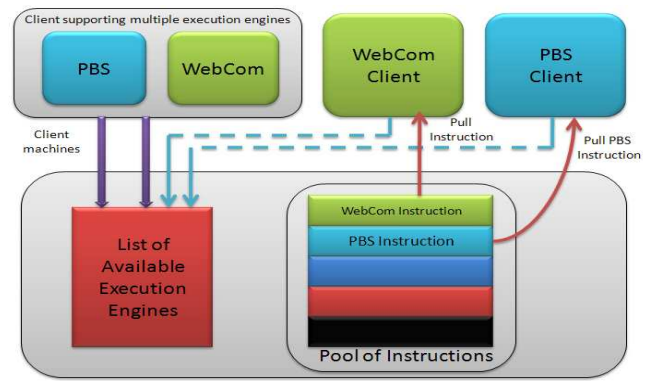 Client supporting multiple execution engines
PBS
WebCom
WebCom
Client
PBS
Client
Client
machines
Pull
Instruction
Pull PBS
Instruction
List of
Available
Execution
Engines
WebCom Instruction
PBS Instruction
Pool of Instructions